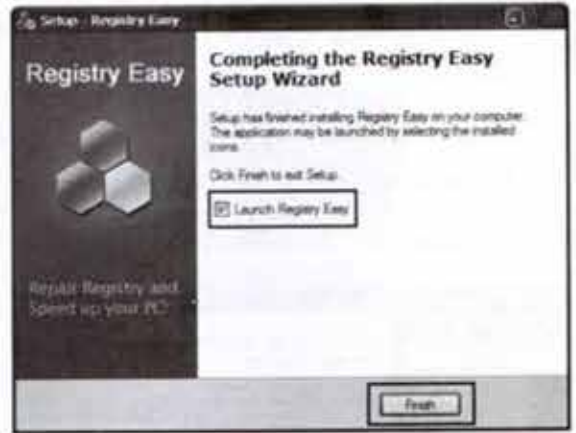 Setup - Registry Easy
Registry Easy
Repair Registry and
Speed up your PC!
Completing the Registry Easy
Setup Wizard
Setup has finished installing Registry Easy on your computer.
The application may be launched by selecting the installed
icons.
Click Finish to exit Setup.
Launch Registry Easy
Finish